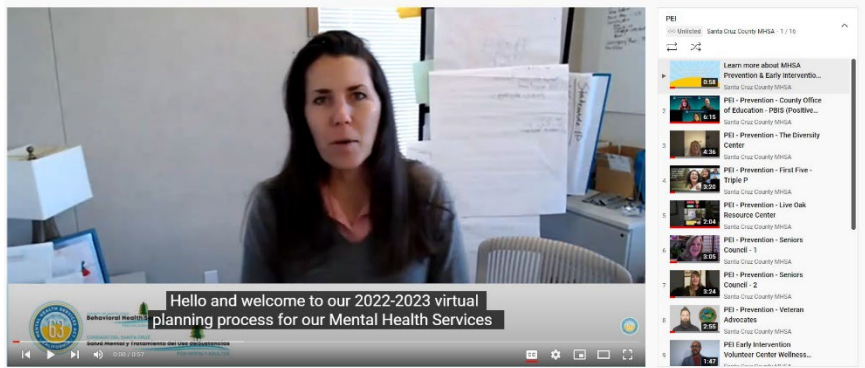 Hello and welcome to our 2022-2023 virtual
planning process for our Mental Health Services
63
Behavioral Health
Salud Mental y Tratamiento del Uso de Sustancias
0:00 / 0:57
PEI
Unlisted Santa Cruz County MHSA - 1 / 16
Learn more about MHSA
Prevention & Early Interventio...
0:58
Santa Cruz County MHSA
2
PEI - Prevention - County Office
of Education - PBIS (Positive...
6:15
Santa Cruz County MHSA
3
PEI - Prevention - The Diversity
Center
4:36
Santa Cruz County MHSA
4
PEI - Prevention - First Five -
Triple P
3:20
Santa Cruz County MHSA
5
PEI - Prevention - Live Oak
Resource Center
2:04
Santa Cruz County MHSA
6
PEI - Prevention - Seniors
Council - 1
3:05
Santa Cruz County MHSA
7
PEI - Prevention - Seniors
Council - 2
3:24
Santa Cruz County MHSA
8
PEI - Prevention - Veteran
Advocates
2:55
Santa Cruz County MHSA
9
PEI Early Intervention
Volunteer Center Wellness...
1:47
Santa Cruz County MHSA